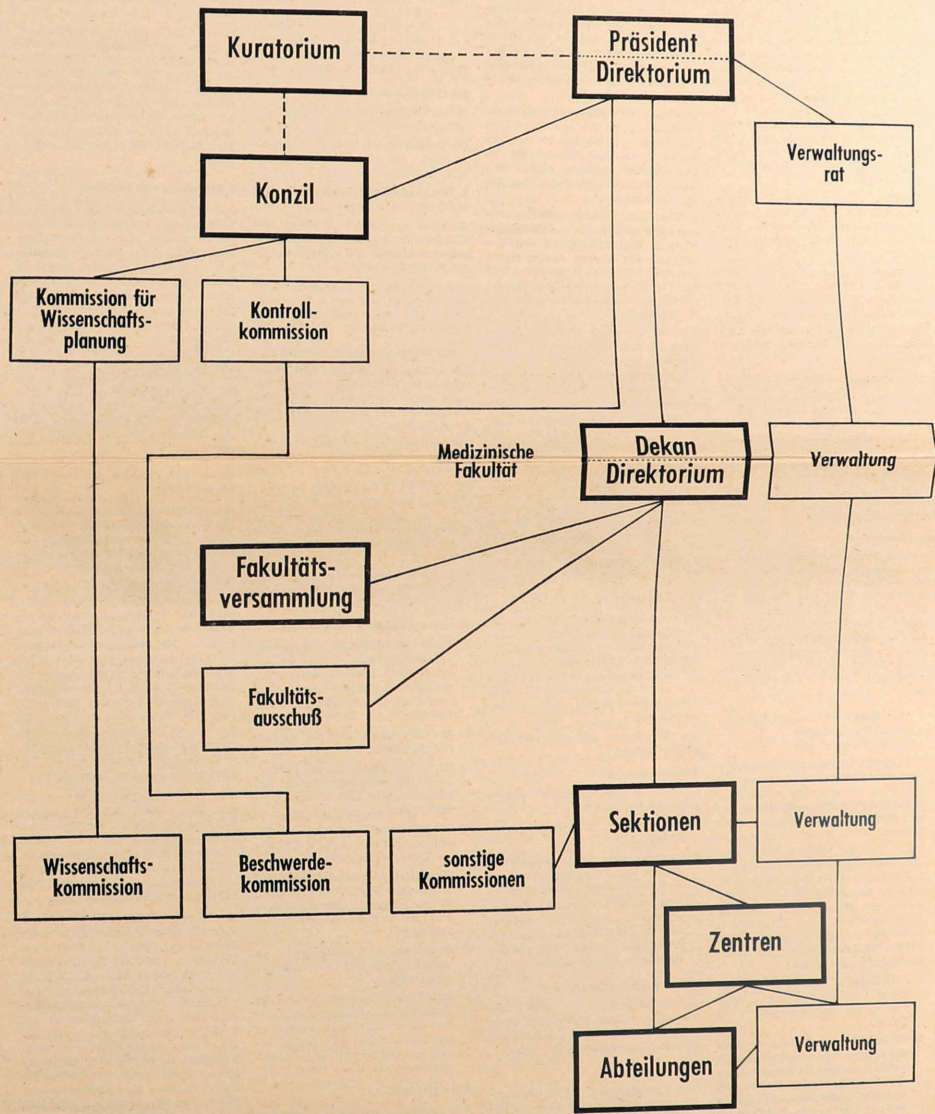 Kuratorium
Präsident
Direktorium
Verwaltungs-
rat
Konzil
Kommission für
Wissenschafts-
planung
Kontroll-
kommission
Medizinische
Fakultät
Dekan
Direktorium
Verwaltung
Fakultäts-
versammlung
Fakultäts-
ausschuß
Sektionen
Verwaltung
Wissenschafts-
kommission
Beschwerde-
kommission
sonstige
Kommissionen
Zentren
Abteilungen
Verwaltung